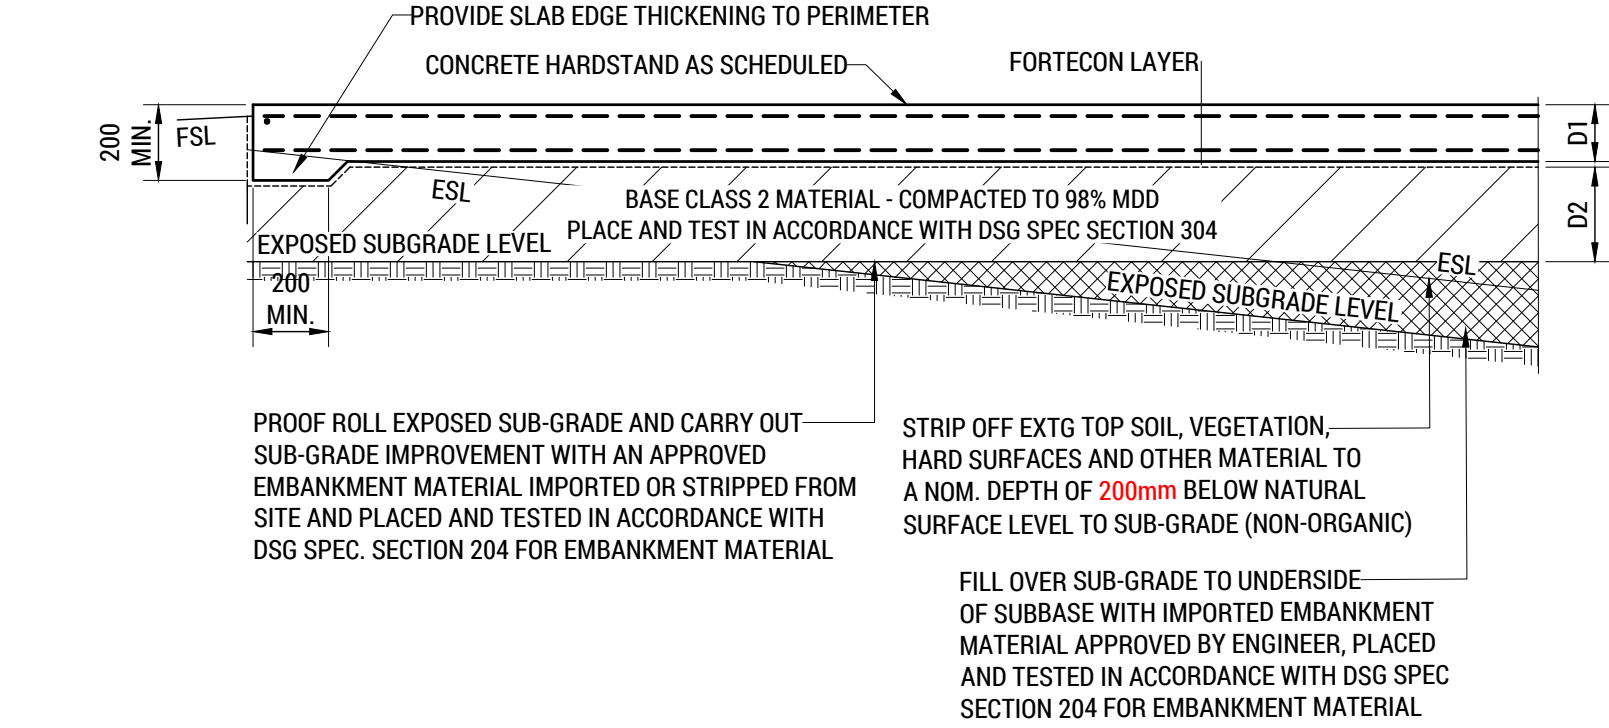 PROVIDE SLAB EDGE THICKENING TO PERIMETER
CONCRETE HARDSTAND AS SCHEDULED
FORTECON LAYER
200
MIN.
FSL
D1
ESL
BASE CLASS 2 MATERIAL - COMPACTED TO 98% MDD
PLACE AND TEST IN ACCORDANCE WITH DSG SPEC SECTION 304
D2
EXPOSED SUBGRADE LEVEL
ESL
EXPOSED SUBGRADE LEVEL
200
MIN.
PROOF ROLL EXPOSED SUB-GRADE AND CARRY OUT
SUB-GRADE IMPROVEMENT WITH AN APPROVED
EMBANKMENT MATERIAL IMPORTED OR STRIPPED FROM
SITE AND PLACED AND TESTED IN ACCORDANCE WITH
DSG SPEC. SECTION 204 FOR EMBANKMENT MATERIAL
STRIP OFF EXTG TOP SOIL, VEGETATION,
HARD SURFACES AND OTHER MATERIAL TO
A NOM. DEPTH OF 200mm BELOW NATURAL
SURFACE LEVEL TO SUB-GRADE (NON-ORGANIC)
FILL OVER SUB-GRADE TO UNDERSIDE
OF SUBBASE WITH IMPORTED EMBANKMENT
MATERIAL APPROVED BY ENGINEER, PLACED
AND TESTED IN ACCORDANCE WITH DSG SPEC
SECTION 204 FOR EMBANKMENT MATERIAL